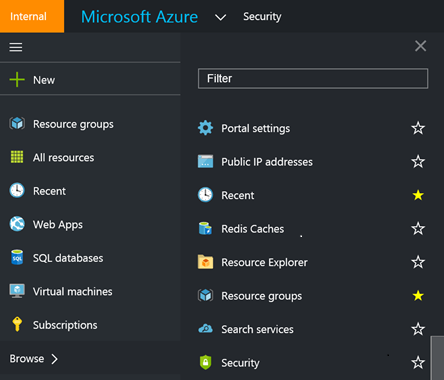 Internal
Microsoft Azure
Security
New
Resource groups
All resources
Recent
Web Apps
SQL
SQL databases
Virtual machines
Subscriptions
Browse
Filter
Portal settings
Public IP addresses
Recent
Redis Caches
Resource Explorer
Resource groups
Search services
Security